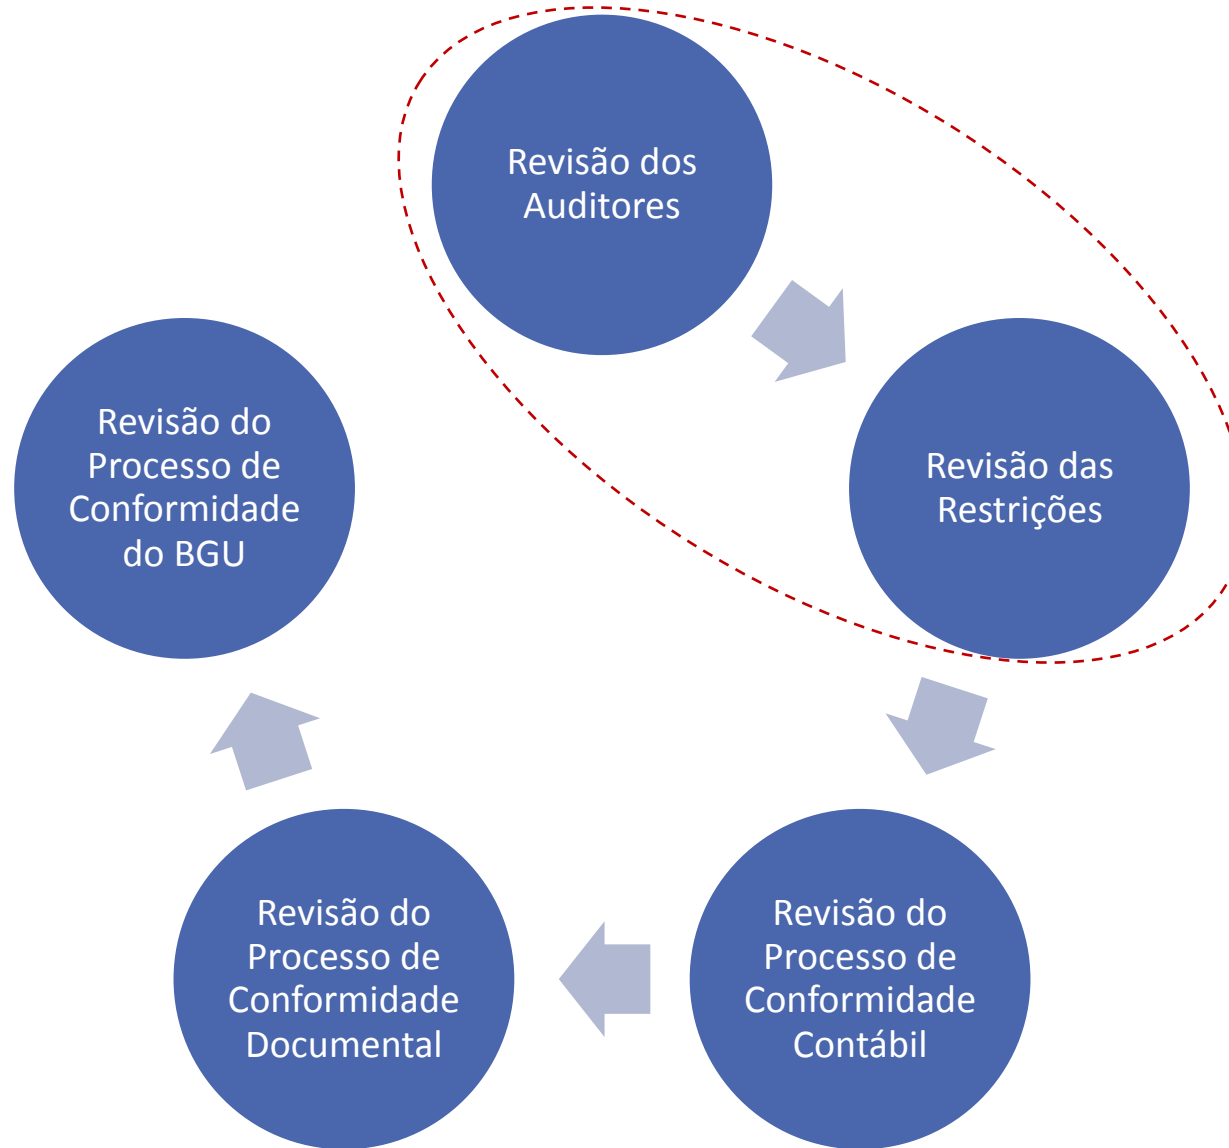 Revisão dos
Auditores
Revisão das
Restrições
Revisão do
Processo de
Conformidade
Contábil
Revisão do
Processo de
Conformidade
Documental
Revisão do
Processo de
Conformidade
do BGU